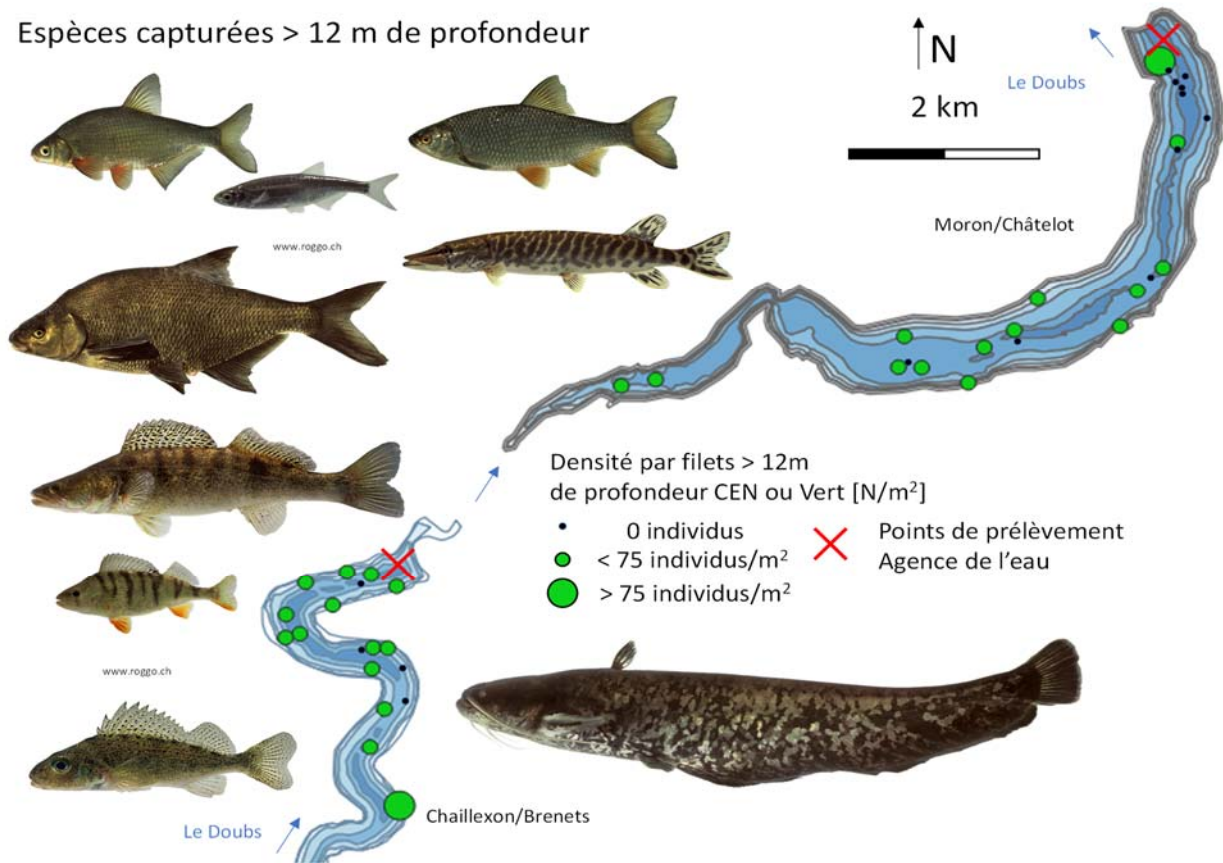 Espèces capturées > 12 m de profondeur
N
Le Doubs
2 km
www.roggo.ch
Moron/Châtelot
Densité par filets > 12m
de profondeur CEN ou Vert [N/m²]
0 individus
< 75 individus/m²
> 75 individus/m²
Points de prélèvement
Agence de l'eau
www.roggo.ch
Le Doubs
Chaillexon/Brenets